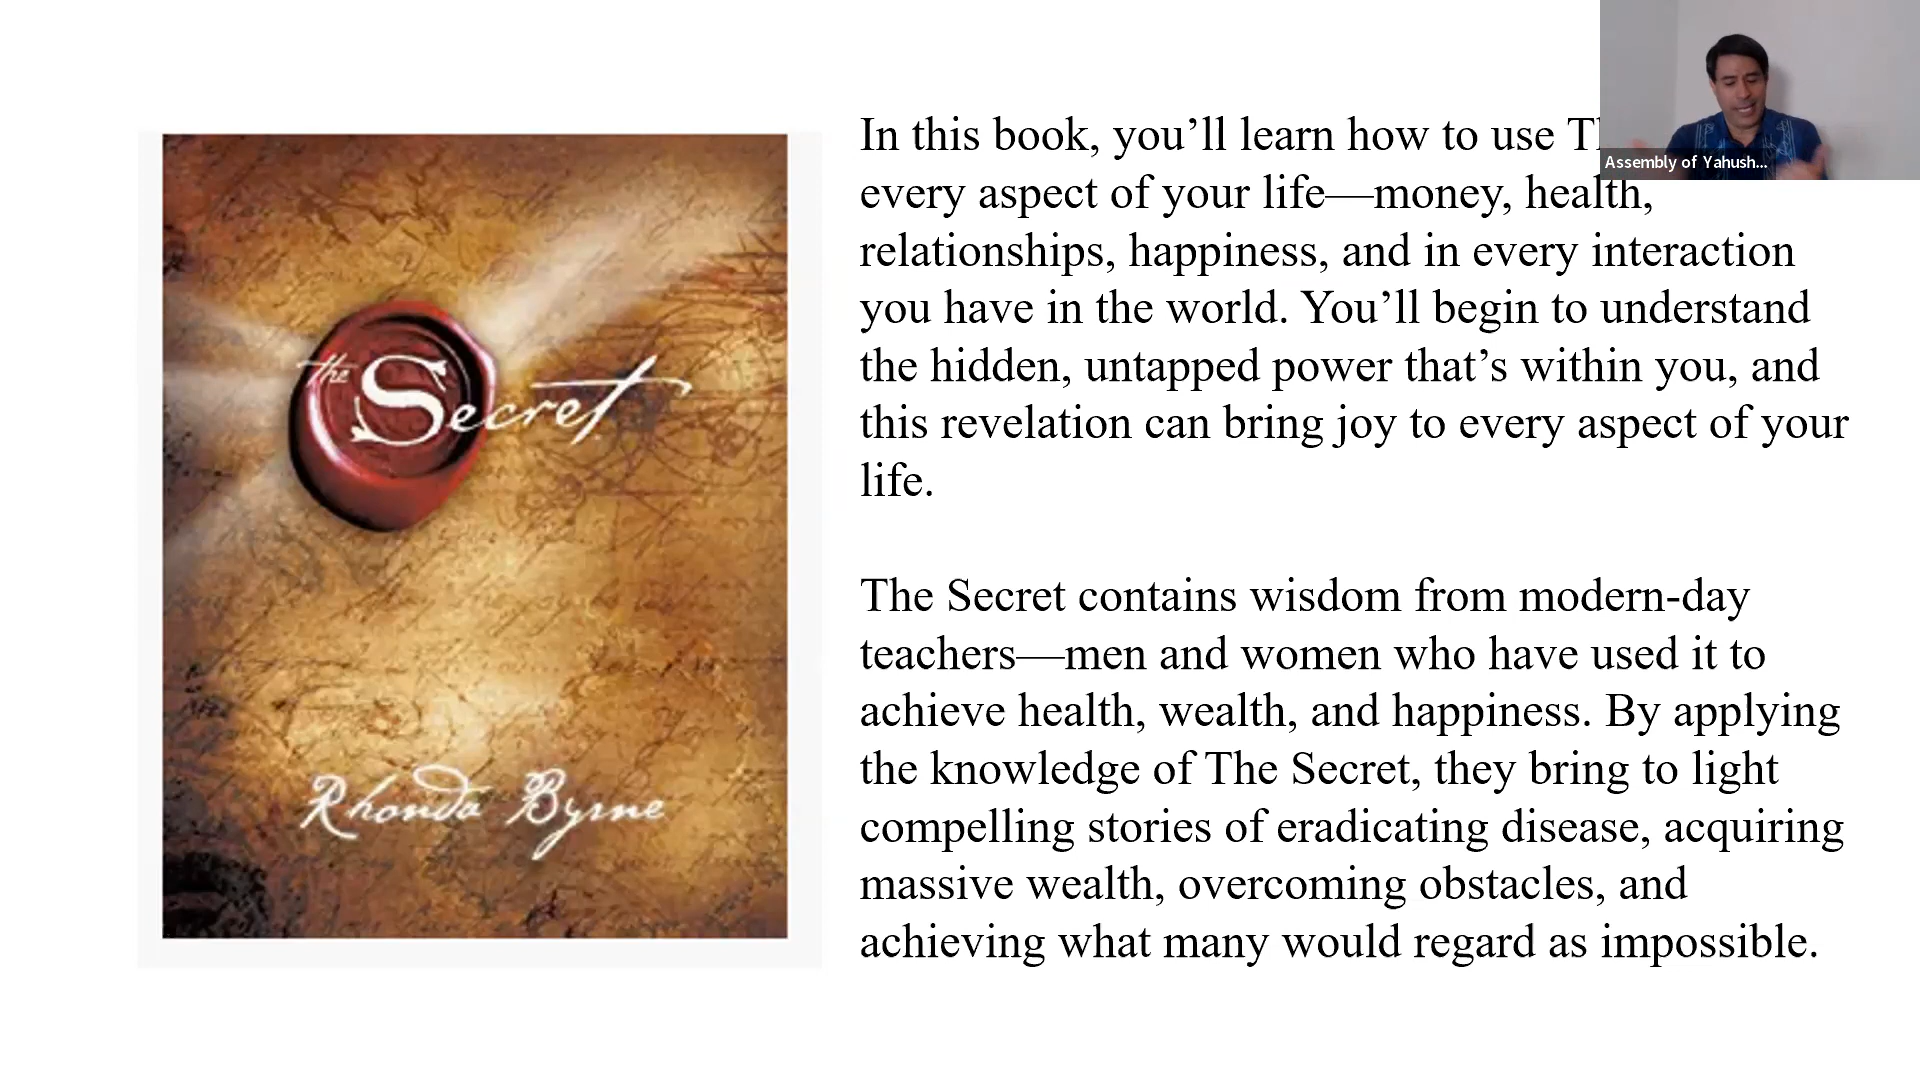 the Secret
Rhonda Byrne
In this book, you’ll learn how to use
every aspect of your life—money, health,
relationships, happiness, and in every interaction
you have in the world. You’ll begin to understand
the hidden, untapped power that’s within you, and
this revelation can bring joy to every aspect of your
life.
The Secret contains wisdom from modern-day
teachers—men and women who have used it to
achieve health, wealth, and happiness. By applying
the knowledge of The Secret, they bring to light
compelling stories of eradicating disease, acquiring
massive wealth, overcoming obstacles, and
achieving what many would regard as impossible.
Assembly of Yahush...